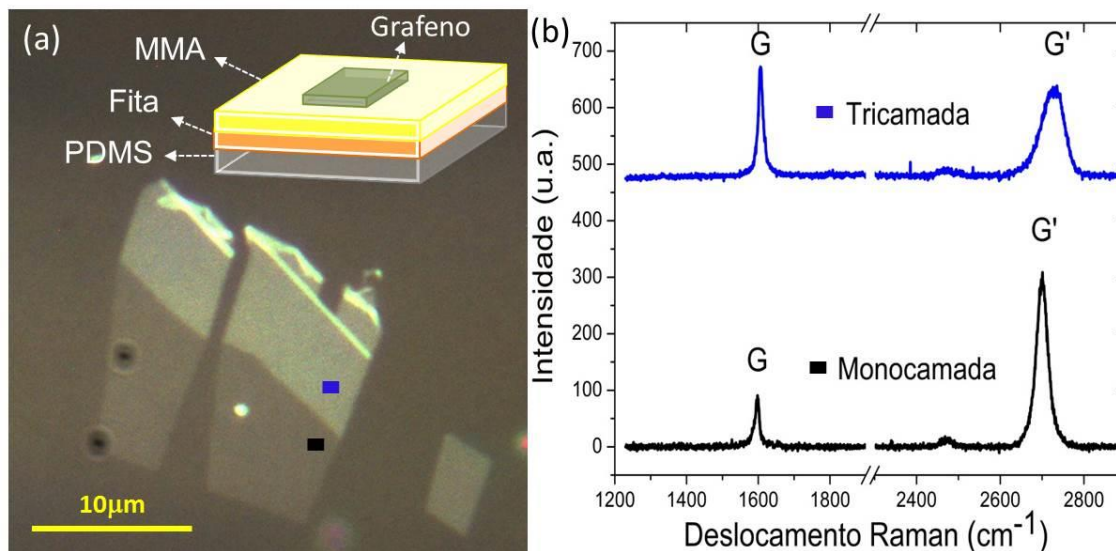 (a)
Grafeno
MMA
Fita
PDMS
10μm
(b)
Intensidade (u.a.)
700
600
500
400
300
200
100
0
G
G'
Tricamada
G'
G
Monocamada
1200 1400 1600 1800 2400 2600 2800
Deslocamento Raman (cm⁻¹)